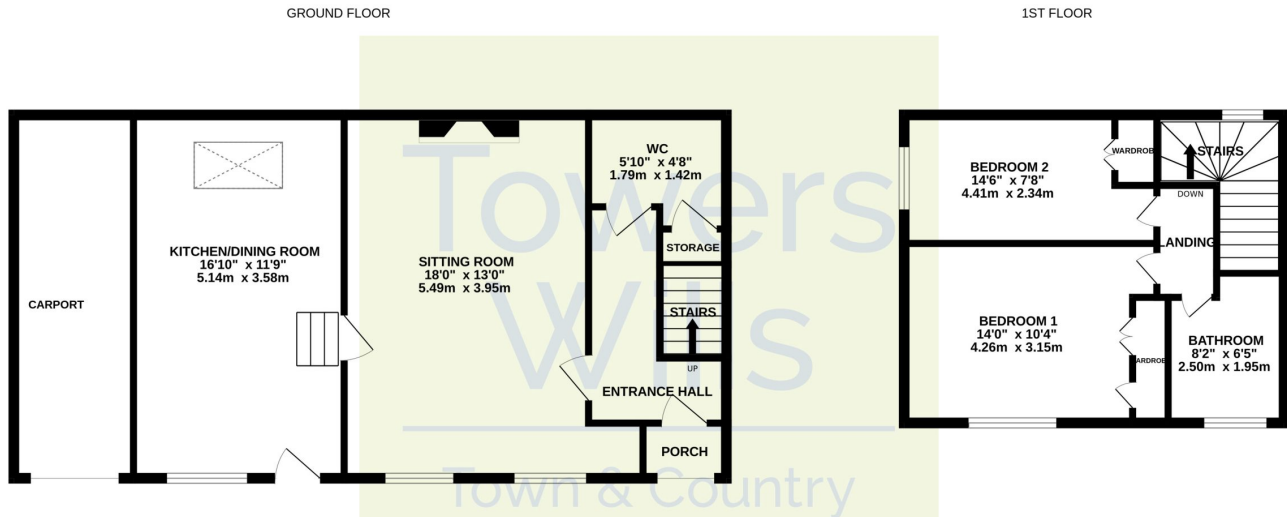 GROUND FLOOR
1ST FLOOR
CARPORT
KITCHEN/DINING ROOM
16'10" x 11'9"
5.14m x 3.58m
SITTING ROOM
18'0" x 13'0"
5.49m x 3.95m
WC
5'10" x 4'8"
1.79m x 1.42m
STORAGE
STAIRS
UP
ENTRANCE HALL
PORCH
BEDROOM 2
14'6" x 7'8"
4.41m x 2.34m
WARDROB
STAIRS
DOWN
LANDING
BEDROOM 1
14'0" x 10'4"
4.26m x 3.15m
ARDROB
BATHROOM
8'2" x 6'5"
2.50m x 1.95m
Towers
Wills
Town & Country